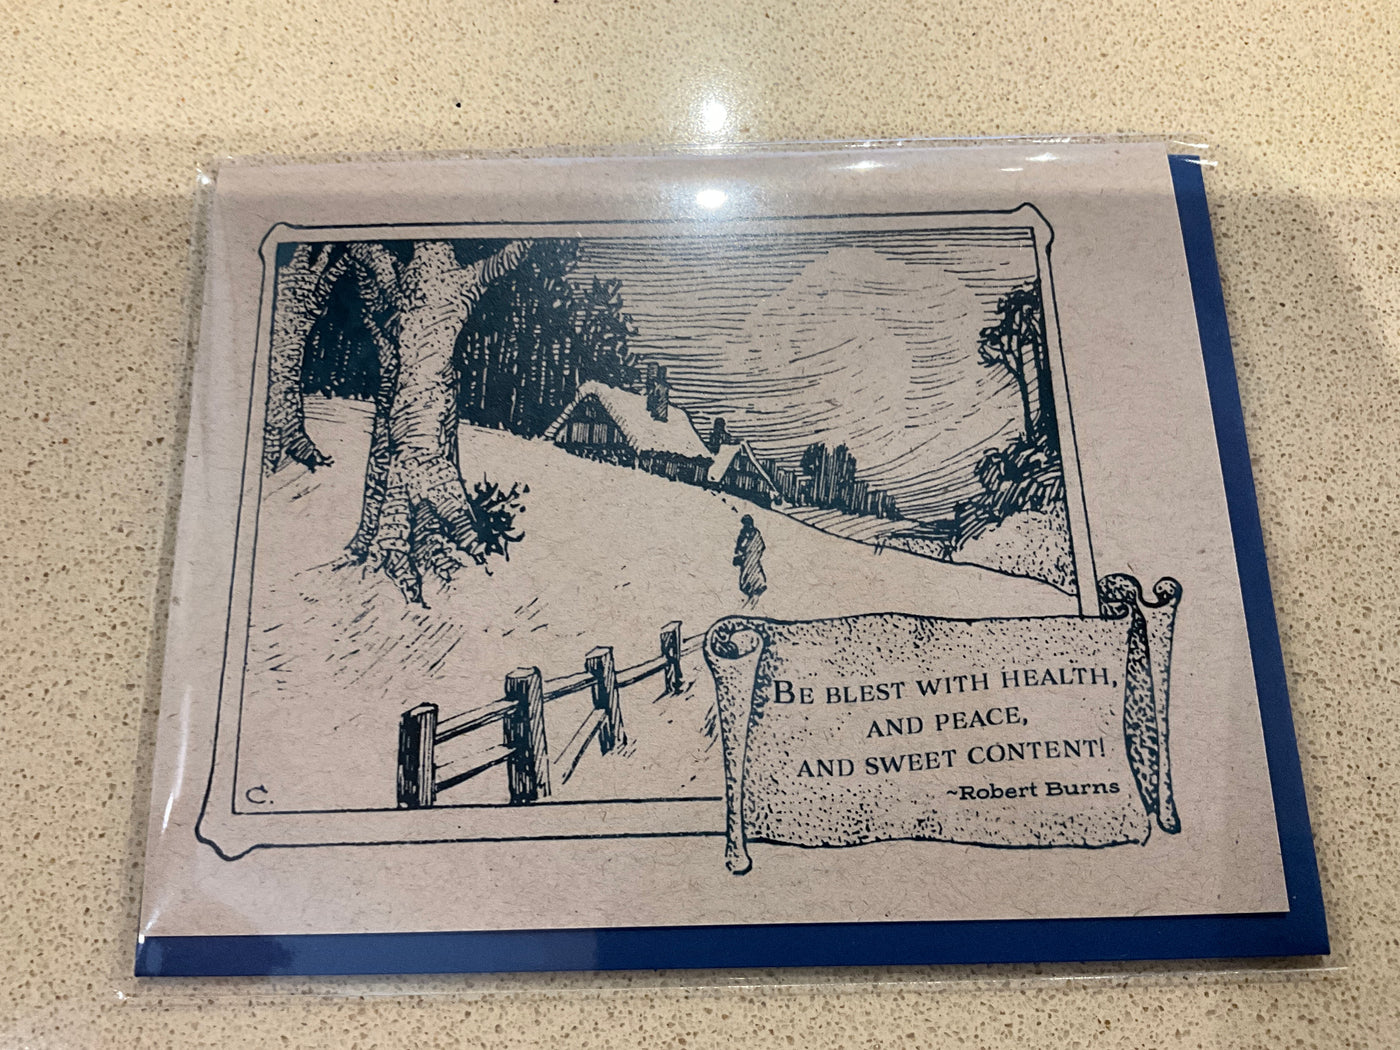 C.
BE BLEST WITH HEALTH,
AND PEACE,
AND SWEET CONTENT!
~Robert Burns